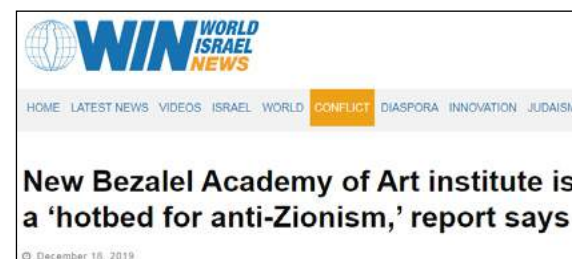 WIN WORLD
ISRAEL
NEWS
HOME LATEST NEWS VIDEOS ISRAEL WORLD CONFLICT DIASPORA INNOVATION JUDAISM
New Bezalel Academy of Art institute is
a ‘hotbed for anti-Zionism,’ report says
December 18, 2019